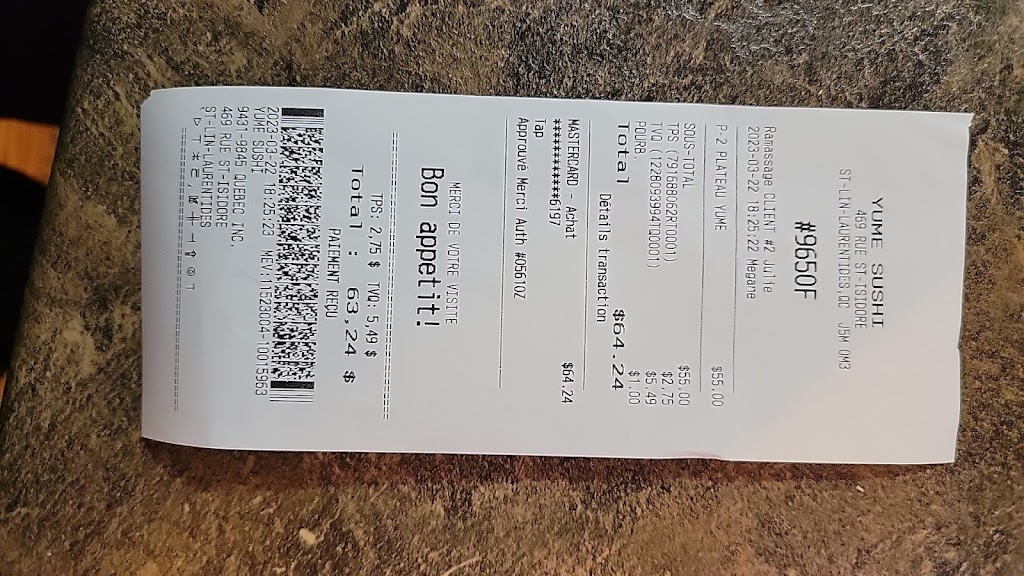 YUME SUSHI
469 RUE ST-ISIDORE
ST-LIN-LAURENTIDES,QC J5M 0M3
#9650F
Ramassage CLIENT #2 Julie
2023-03-22 18:25:22 Megane
P-2 PLATEAU YUME $55.00
SOUS-TOTAL $55.00
TPS (791688062RT0001) $2.75
TVQ (1228093994TQ0001) $5.49
POURB. $1.00
Total $64.24
Détails transaction
MASTERCARD - Achat $64.24
************6197
Tap
Approuvé Merci Auth #05610Z
MERCI DE VOTRE VISITE
Bon appetit!
TPS: 2,75 $ TVQ: 5,49 $
Total : 63,24 $
PAIEMENT REÇU
2023-03-22 18:25:23 MEV:11628004-10015963
YUME SUSHI
9491-9845 QUEBEC INC.
469 RUE ST-ISIDORE
ST-LIN-LAURENTIDES